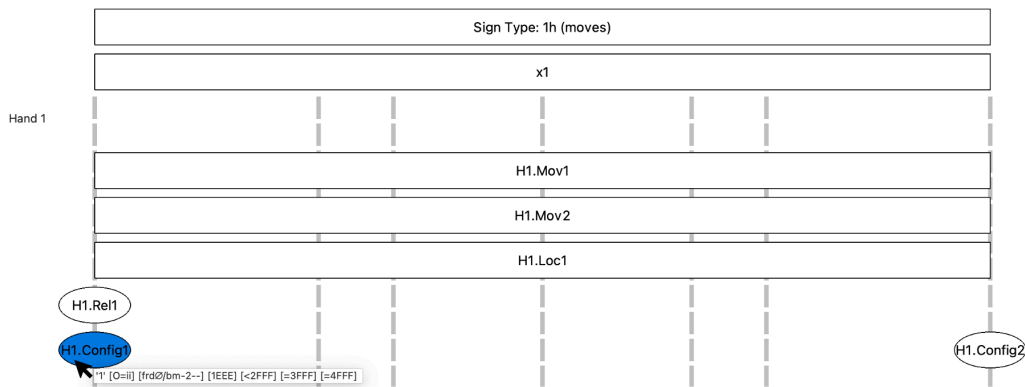 Sign Type: 1h (moves)
x1
Hand 1
H1.Mov1
H1.Mov2
H1.Loc1
H1.Rel1
H1.Config1
H1.Config2
'1' [O=ii] [frd∅/bm-2--] [1EEE] [<2FFF] [=3FFF] [=4FFF]